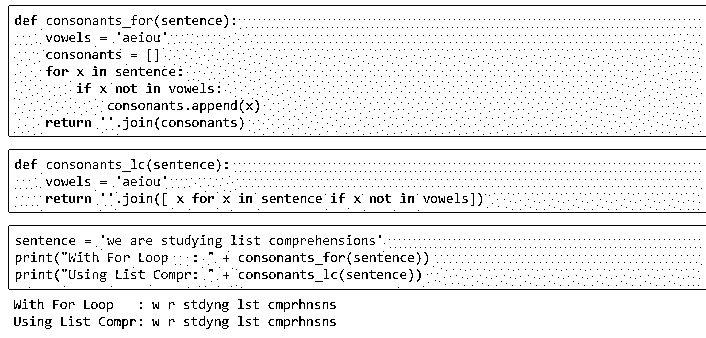 def consonants_for(sentence):
    vowels = 'aeiou'
    consonants = []
    for x in sentence:
        if x not in vowels:
            consonants.append(x)
    return ''.join(consonants)
def consonants_lc(sentence):
    vowels = 'aeiou'
    return ''.join([ x for x in sentence if x not in vowels])
sentence = 'we are studying list comprehensions'
print("With For Loop   : " + consonants_for(sentence))
print("Using List Compr: " + consonants_lc(sentence))
With For Loop   : w r stdyng lst cmprhnsns
Using List Compr: w r stdyng lst cmprhnsns